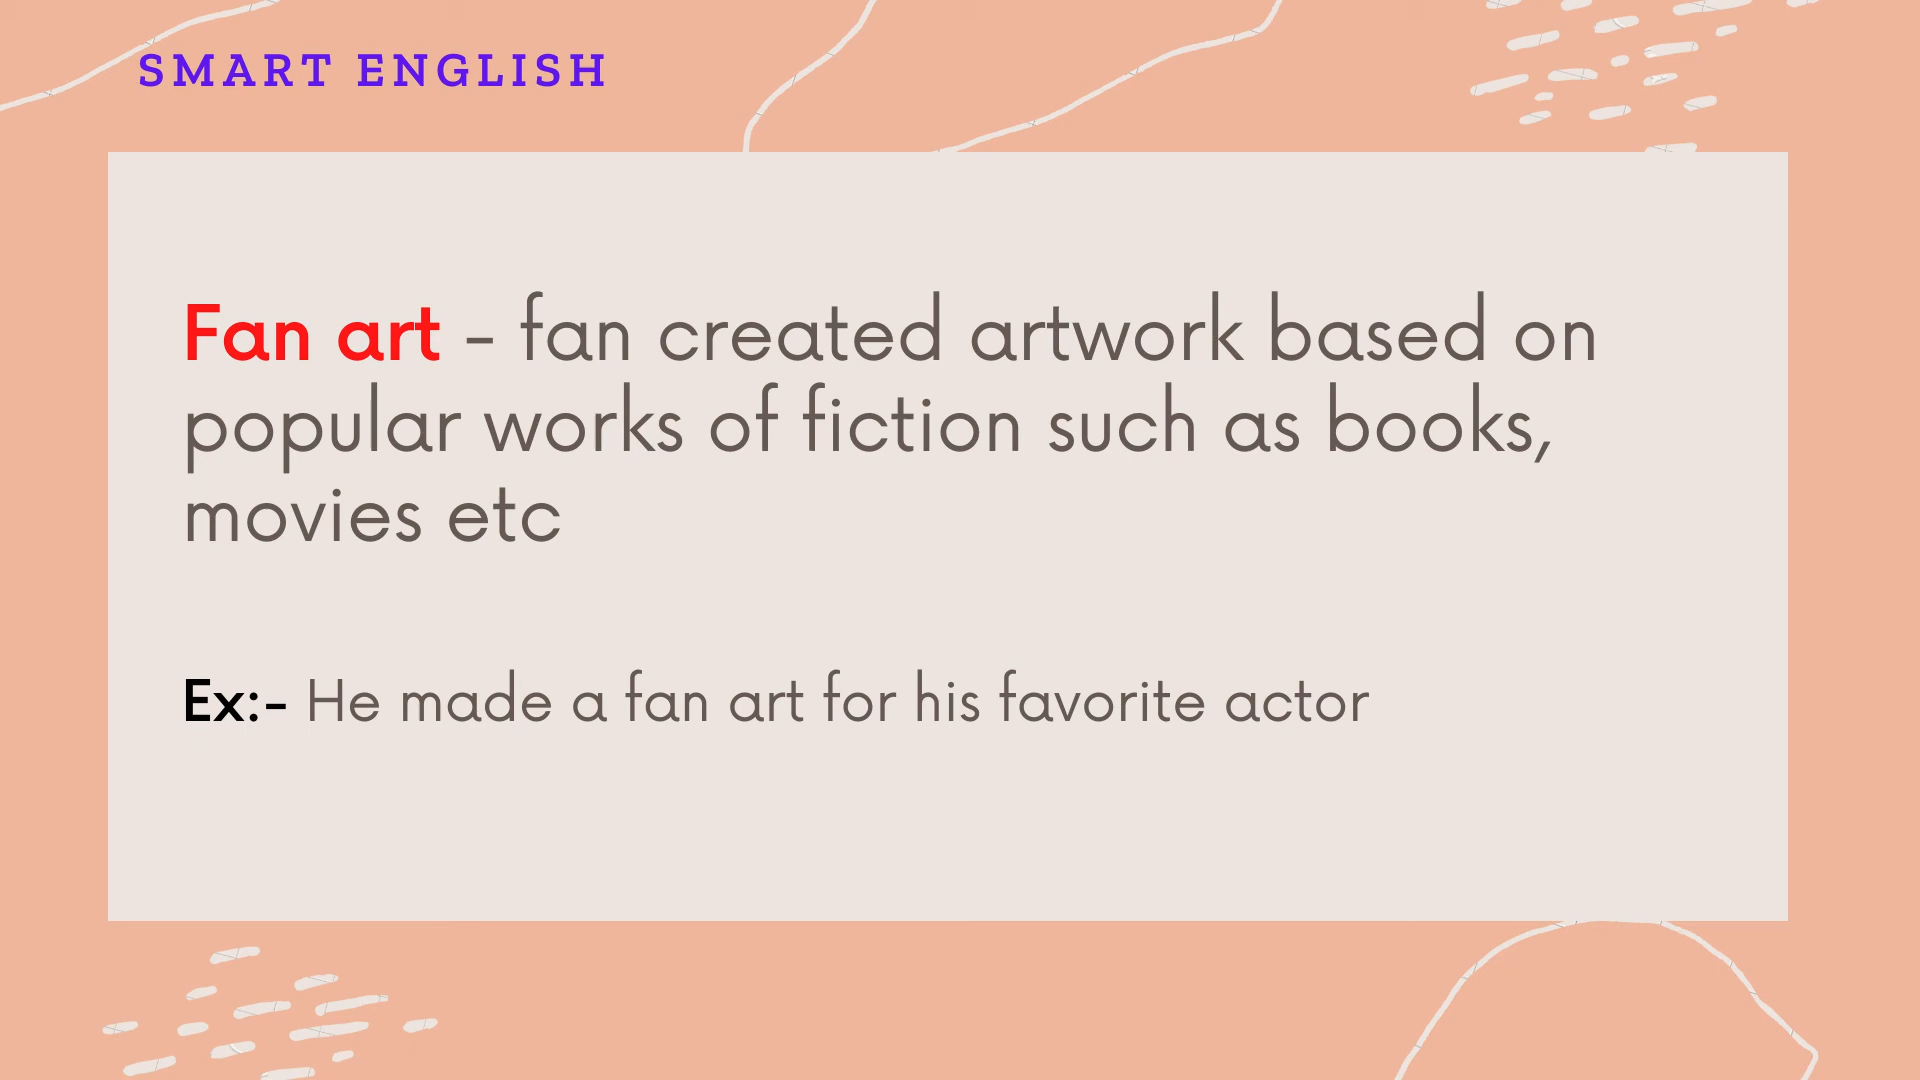 SMART ENGLISH
Fan art - fan created artwork based on
popular works of fiction such as books,
movies etc
Ex:- He made a fan art for his favorite actor